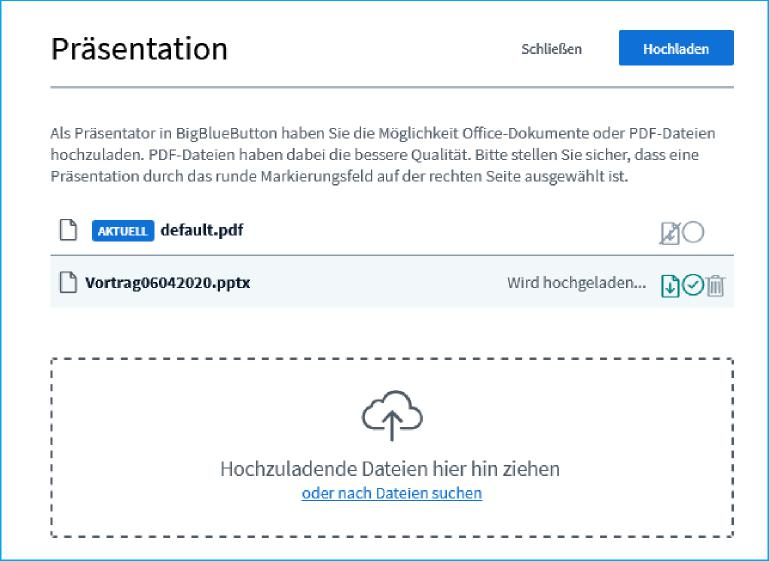 Präsentation
Schließen
Hochladen
Als Präsentator in BigBlueButton haben Sie die Möglichkeit Office-Dokumente oder PDF-Dateien
hochzuladen. PDF-Dateien haben dabei die bessere Qualität. Bitte stellen Sie sicher, dass eine
Präsentation durch das runde Markierungsfeld auf der rechten Seite ausgewählt ist.
AKTUELL default.pdf
Vortrag06042020.pptx Wird hochgeladen...
Hochzuladende Dateien hier hin ziehen
oder nach Dateien suchen